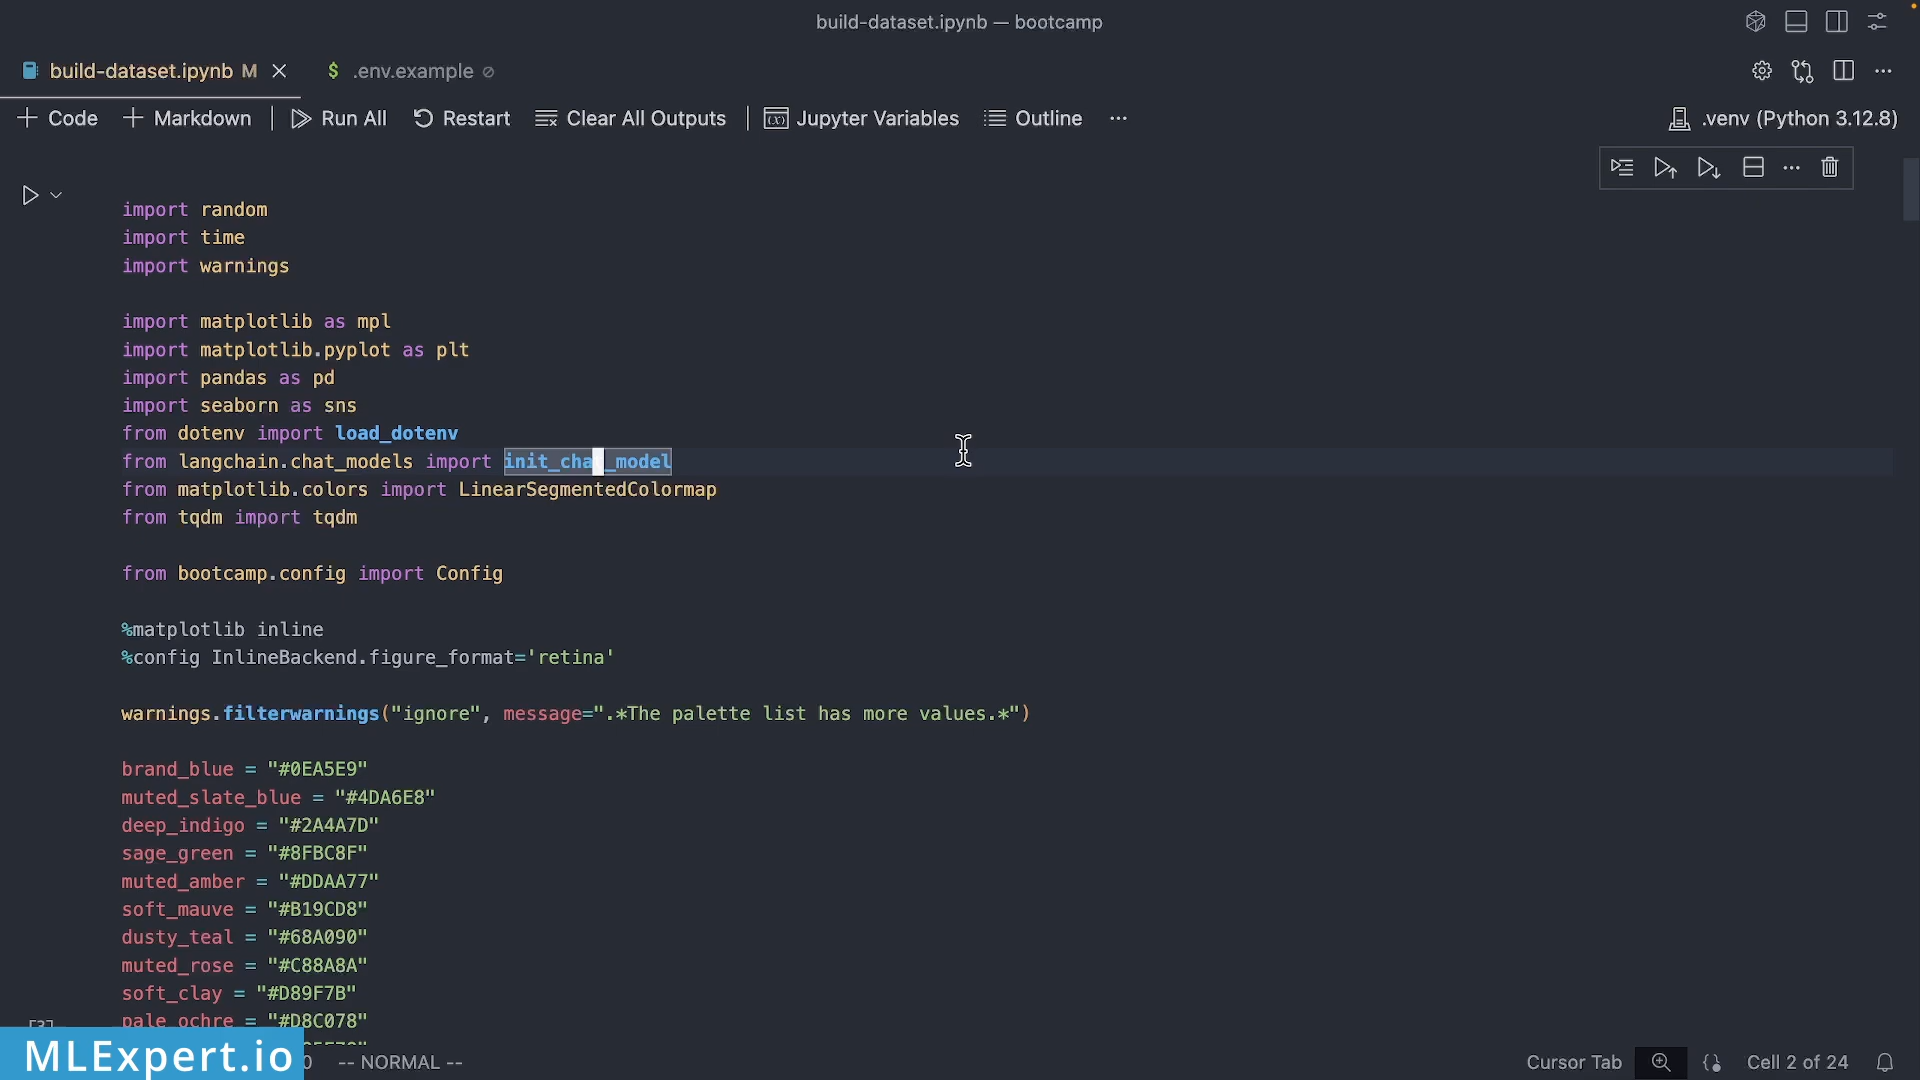 build-dataset.ipynb — bootcamp
build-dataset.ipynb M
$ .env.example
Code
Markdown
Run All
Restart
Clear All Outputs
Jupyter Variables
Outline
.venv (Python 3.12.8)
import random
import time
import warnings
import matplotlib as mpl
import matplotlib.pyplot as plt
import pandas as pd
import seaborn as sns
from dotenv import load_dotenv
from langchain.chat_models import init_chat_model
from matplotlib.colors import LinearSegmentedColormap
from tqdm import tqdm
from bootcamp.config import Config
%matplotlib inline
%config InlineBackend.figure_format='retina'
warnings.filterwarnings("ignore", message=".*The palette list has more values.*")
brand_blue = "#0EA5E9"
muted_slate_blue = "#4DA6E8"
deep_indigo = "#2A4A7D"
sage_green = "#8FBC8F"
muted_amber = "#DDAA77"
soft_mauve = "#B19CD8"
dusty_teal = "#68A090"
muted_rose = "#C88A8A"
soft_clay = "#D89F7B"
pale_ochre = "#D8C078"
MLExpert.io
-- NORMAL --
Cursor Tab
Cell 2 of 24